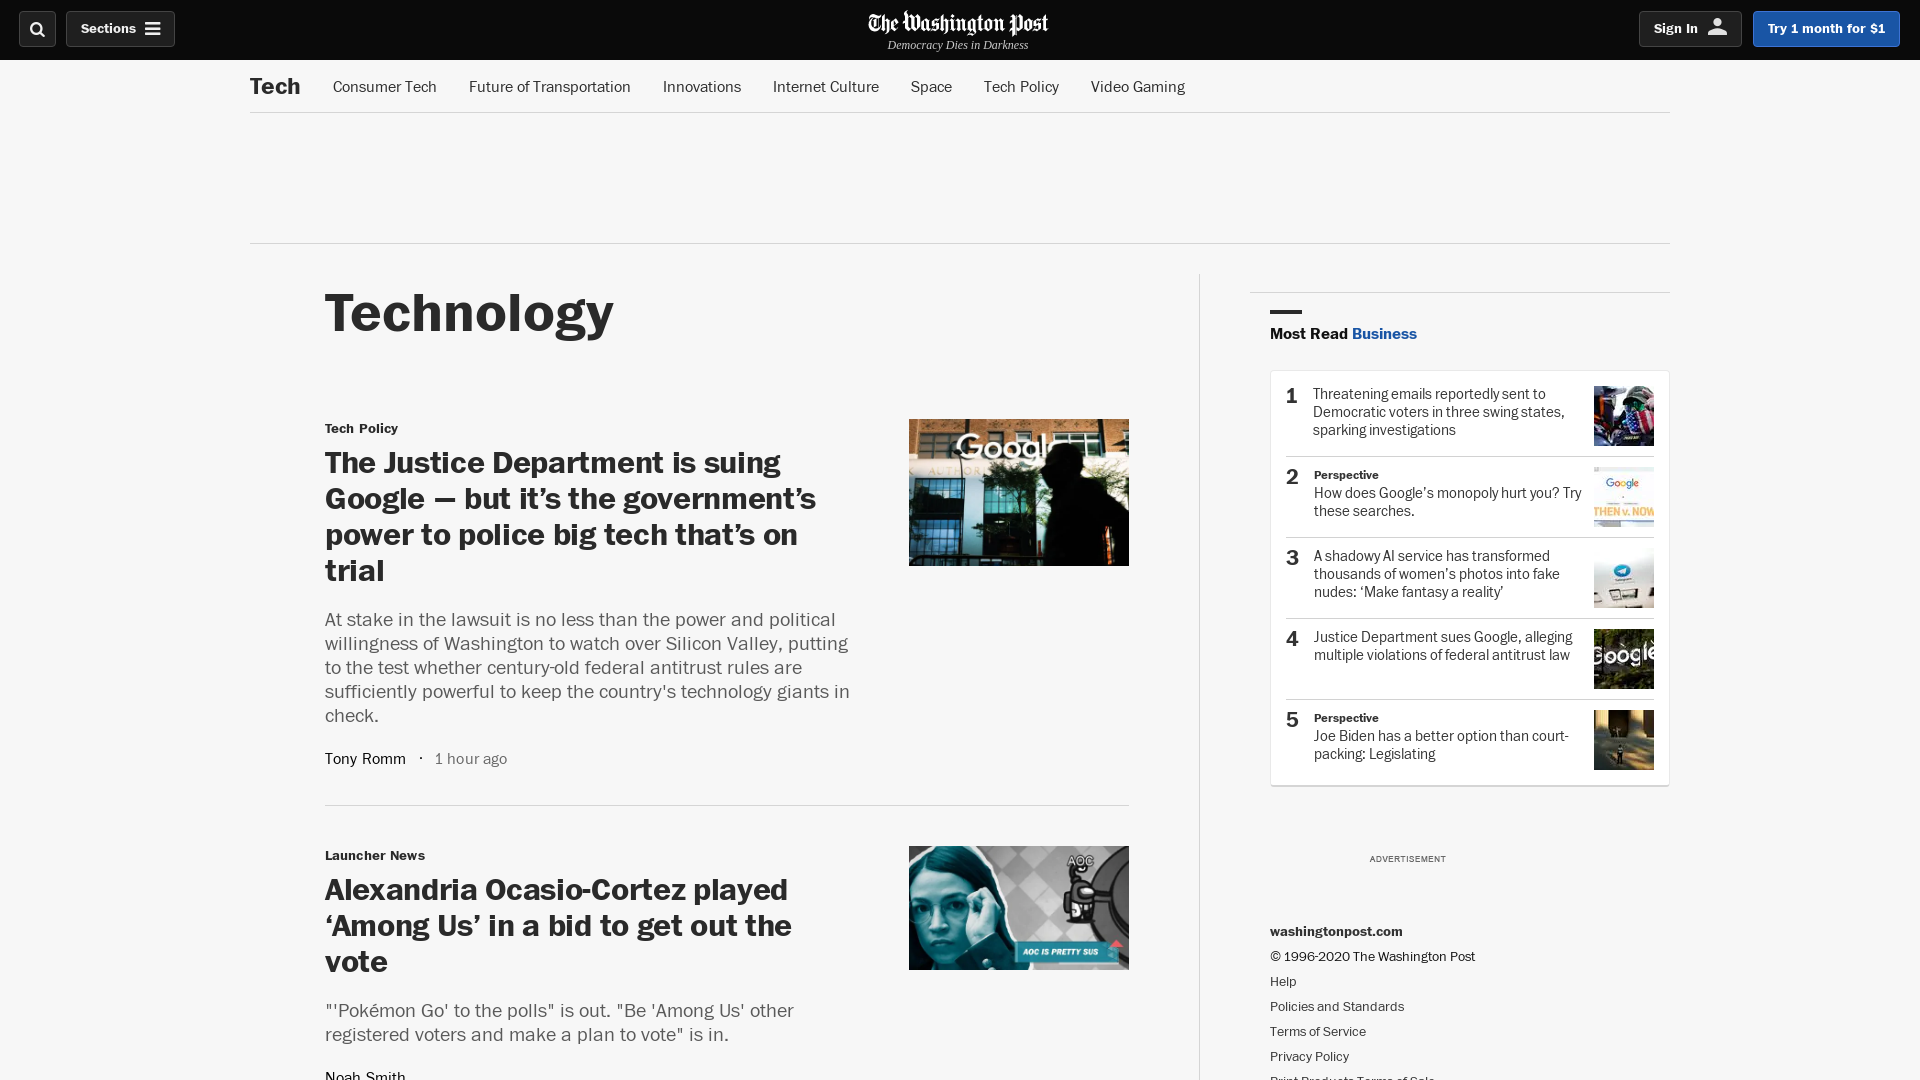 Sections
The Washington Post
Democracy Dies in Darkness
Sign In
Try 1 month for $1
Tech
Consumer Tech
Future of Transportation
Innovations
Internet Culture
Space
Tech Policy
Video Gaming
Technology
Tech Policy
The Justice Department is suing
Google — but it’s the government’s
power to police big tech that’s on
trial
At stake in the lawsuit is no less than the power and political
willingness of Washington to watch over Silicon Valley, putting
to the test whether century-old federal antitrust rules are
sufficiently powerful to keep the country's technology giants in
check.
Tony Romm · 1 hour ago
Google
Launcher News
Alexandria Ocasio-Cortez played
‘Among Us’ in a bid to get out the
vote
"'Pokémon Go' to the polls" is out. "Be 'Among Us' other
registered voters and make a plan to vote" is in.
Noah Smith
AOC
AOC IS PRETTY SUS
Most Read Business
1
Threatening emails reportedly sent to
Democratic voters in three swing states,
sparking investigations
2
Perspective
How does Google’s monopoly hurt you? Try
these searches.
Google
THEN v. NOW
3
A shadowy AI service has transformed
thousands of women’s photos into fake
nudes: ‘Make fantasy a reality’
4
Justice Department sues Google, alleging
multiple violations of federal antitrust law
Google
5
Perspective
Joe Biden has a better option than court-
packing: Legislating
ADVERTISEMENT
washingtonpost.com
© 1996-2020 The Washington Post
Help
Policies and Standards
Terms of Service
Privacy Policy
Print Products Terms of Sale